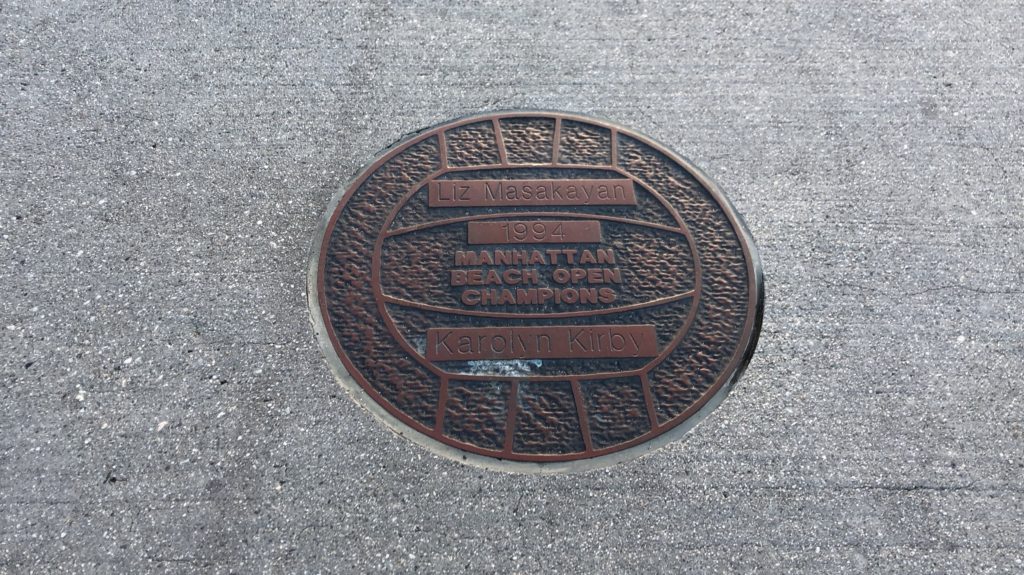 Liz Masakayan
1994
MANHATTAN
BEACH OPEN
CHAMPIONS
Karolyn Kirby